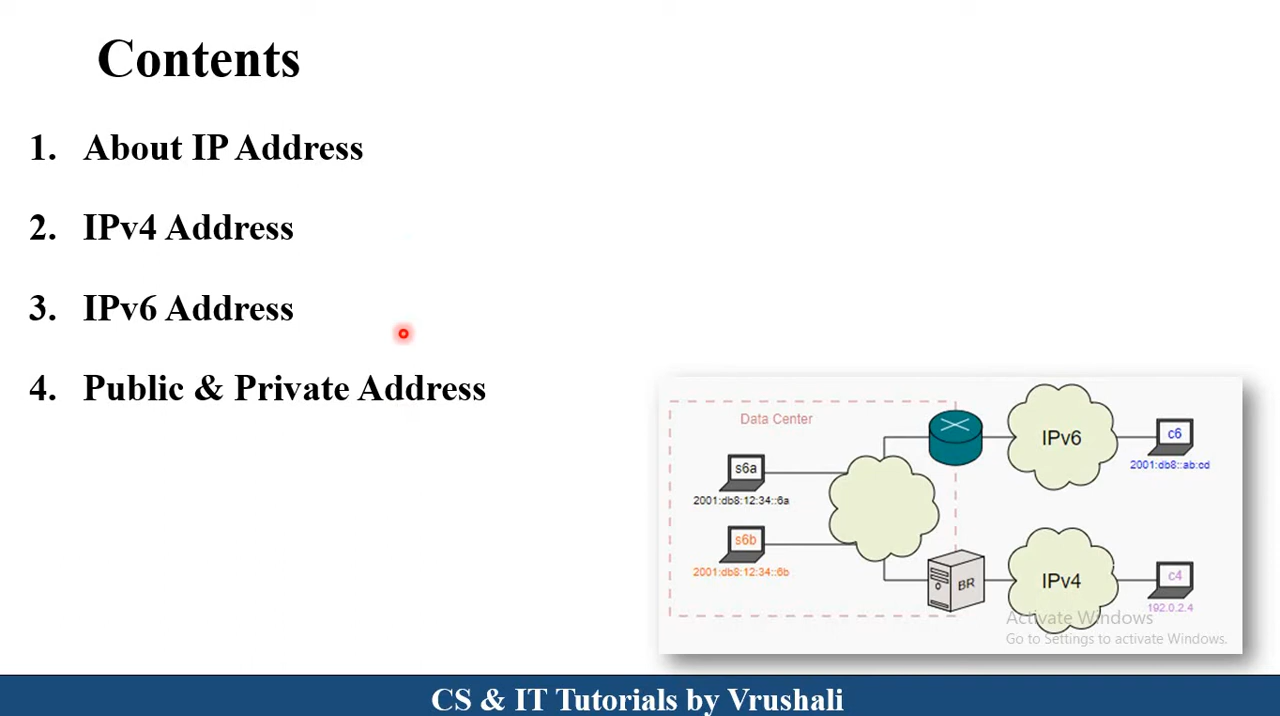 Contents
1. About IP Address
2. IPv4 Address
3. IPv6 Address
4. Public & Private Address
Data Center
s6a
2001:db8:12:34::6a
s6b
2001:db8:12:34::6b
IPv6
c6
2001:db8::ab:cd
BR
IPv4
c4
192.0.2.4
Activate Windows
Go to Settings to activate Windows.
CS & IT Tutorials by Vrushali